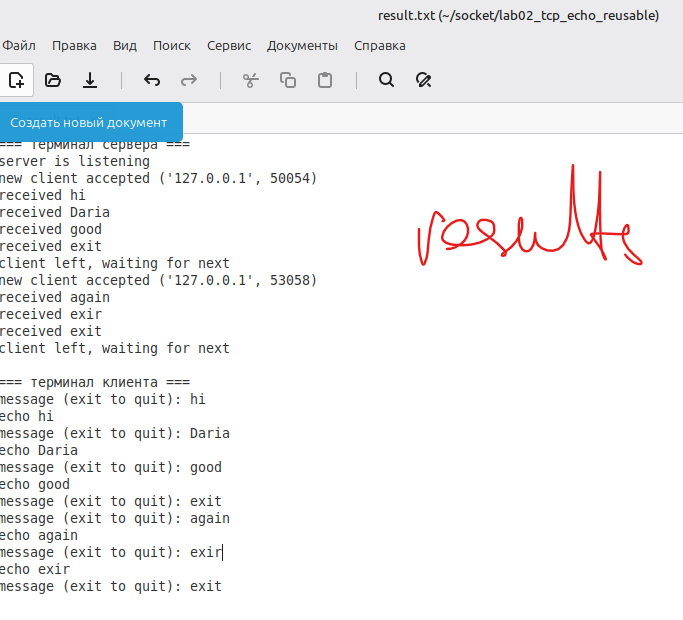 result.txt (~/socket/lab02_tcp_echo_reusable)
Файл Правка Вид Поиск Сервис Документы Справка
Создать новый документ
=== терминал сервера ===
server is listening
new client accepted ('127.0.0.1', 50054)
received hi
received Daria
received good
received exit
client left, waiting for next
new client accepted ('127.0.0.1', 53058)
received again
received exir
received exit
client left, waiting for next
=== терминал клиента ===
message (exit to quit): hi
echo hi
message (exit to quit): Daria
echo Daria
message (exit to quit): good
echo good
message (exit to quit): exit
message (exit to quit): again
echo again
message (exit to quit): exir
echo exir
message (exit to quit): exit
results